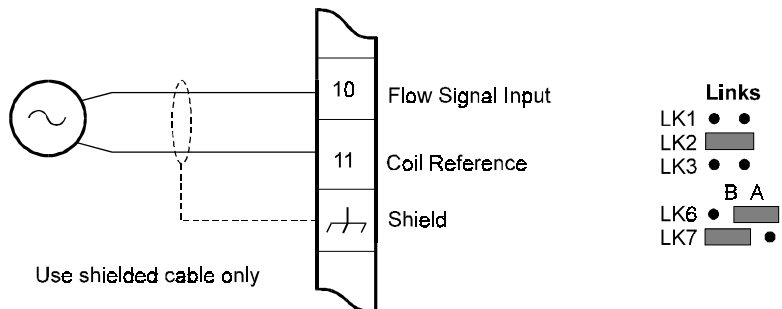 10 Flow Signal Input
11 Coil Reference
Shield
Use shielded cable only
Links
LK1
LK2
LK3
B A
LK6
LK7